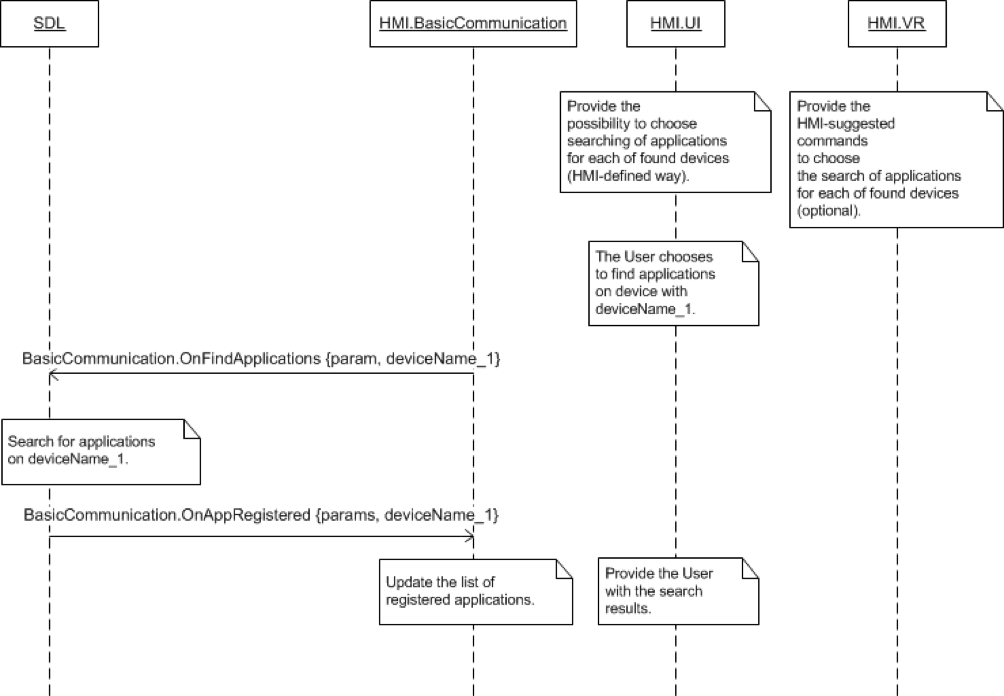 SDL
HMI.BasicCommunication
HMI.UI
HMI.VR
Provide the
possibility to choose
searching of applications
for each of found devices
(HMI-defined way).
Provide the
HMI-suggested
commands
to choose
the search of applications
for each of found devices
(optional).
The User chooses
to find applications
on device with
deviceName_1.
BasicCommunication.OnFindApplications {param, deviceName_1}
Search for applications
on deviceName_1.
BasicCommunication.OnAppRegistered {params, deviceName_1}
Update the list of
registered applications.
Provide the User
with the search
results.